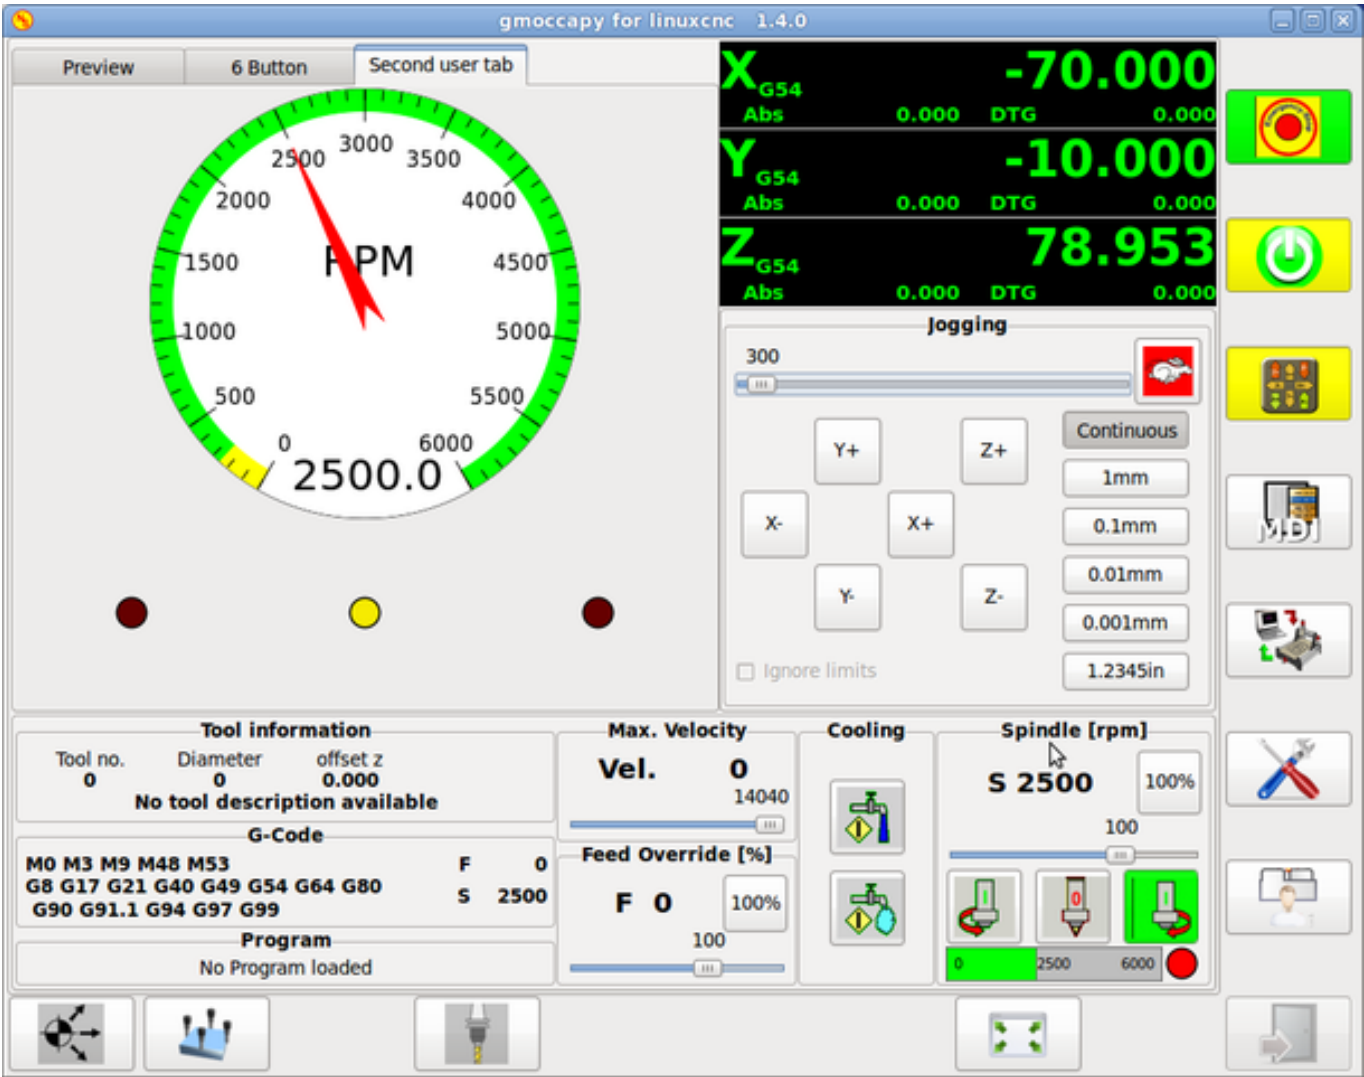 gmoccapy for linuxcnc 1.4.0
Preview 6 Button Second user tab
3000
2500 3500
2000 4000
RPM
1500 4500
1000 5000
500 5500
0 6000
2500.0
X G54 -70.000
Abs 0.000 DTG 0.000
Y G54 -10.000
Abs 0.000 DTG 0.000
Z G54 78.953
Abs 0.000 DTG 0.000
Jogging
300
Continuous
Y+ Z+
1mm
X- X+
0.1mm
0.01mm
Y- Z-
0.001mm
Ignore limits 1.2345in
MDI
Tool information
Tool no. Diameter offset z
0 0 0.000
No tool description available
G-Code
M0 M3 M9 M48 M53
G8 G17 G21 G40 G49 G54 G64 G80
G90 G91.1 G94 G97 G99
F 0
S 2500
Program
No Program loaded
Max. Velocity
Vel. 0
14040
Feed Override [%]
F 0 100%
100
Cooling
Spindle [rpm]
S 2500 100%
100
1 0 1
0 2500 6000